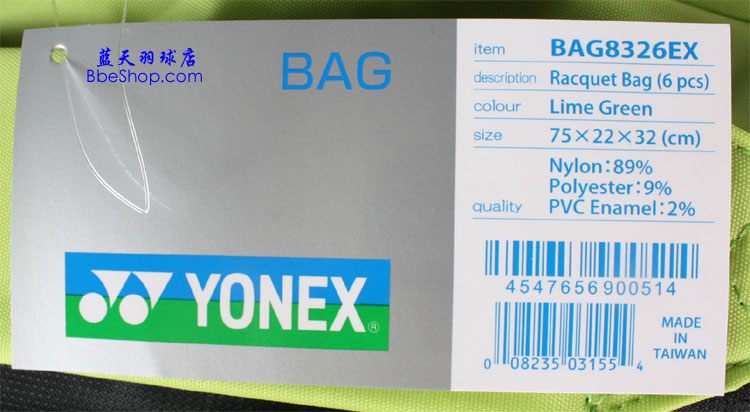 蓝天羽球店
BbeShop.com
BAG
YONEX®
item BAG8326EX
description Racquet Bag (6 pcs)
colour Lime Green
size 75×22×32 (cm)
Nylon:89%
Polyester:9%
quality PVC Enamel:2%
4547656900514
MADE
IN
TAIWAN
0 08235 03155 4